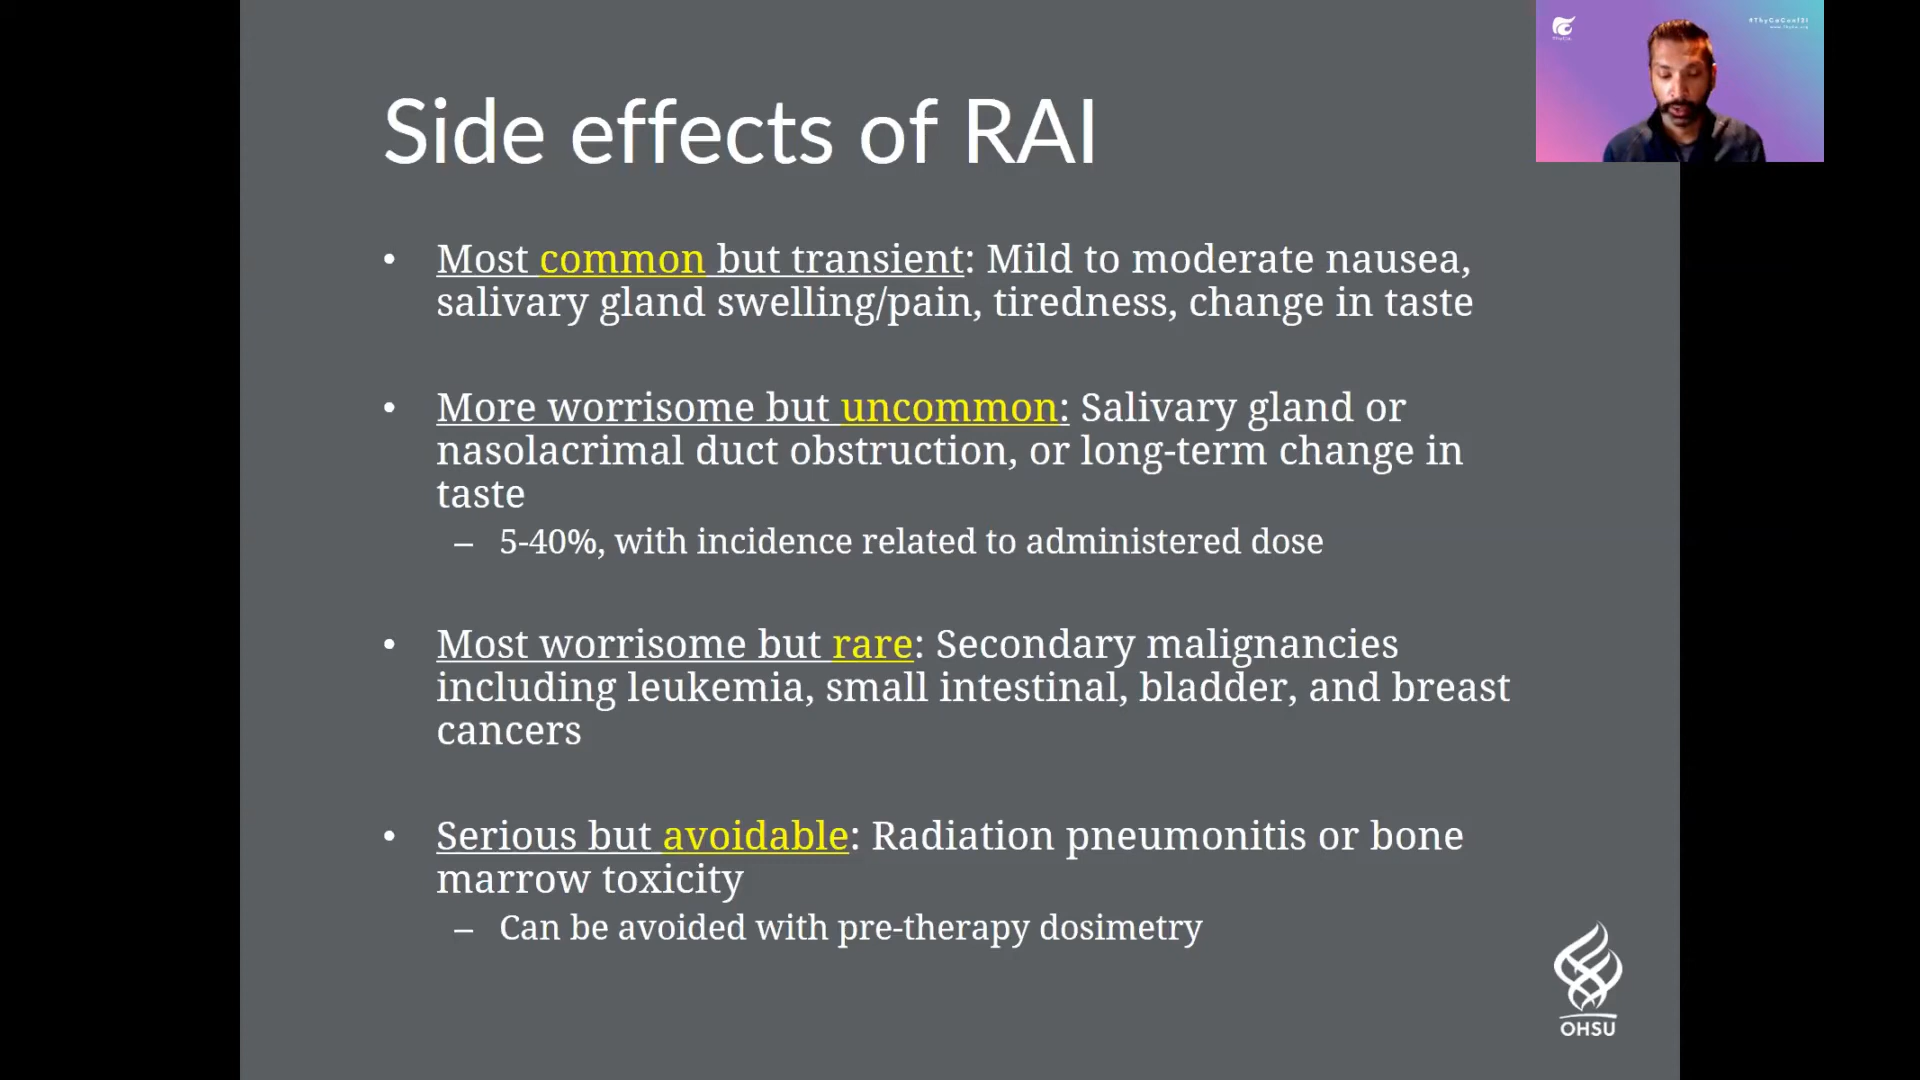 Side effects of RAI
• Most common but transient: Mild to moderate nausea,
salivary gland swelling/pain, tiredness, change in taste
• More worrisome but uncommon: Salivary gland or
nasolacrimal duct obstruction, or long-term change in
taste
– 5-40%, with incidence related to administered dose
• Most worrisome but rare: Secondary malignancies
including leukemia, small intestinal, bladder, and breast
cancers
• Serious but avoidable: Radiation pneumonitis or bone
marrow toxicity
– Can be avoided with pre-therapy dosimetry
OHSU
#ThyCaConf21